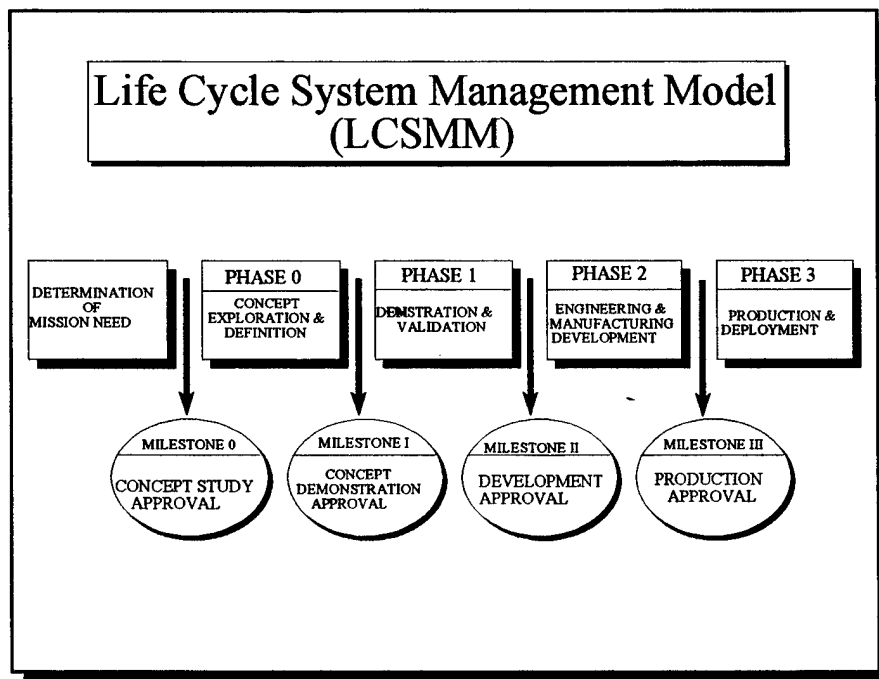 Life Cycle System Management Model
(LCSMM)
DETERMINATION
OF
MISSION NEED
PHASE 0
CONCEPT
EXPLORATION &
DEFINITION
PHASE 1
DEMSTRATION &
VALIDATION
PHASE 2
ENGINEERING &
MANUFACTURING
DEVELOPMENT
PHASE 3
PRODUCTION &
DEPLOYMENT
MILESTONE 0
CONCEPT STUDY
APPROVAL
MILESTONE I
CONCEPT
DEMONSTRATION
APPROVAL
MILESTONE II
DEVELOPMENT
APPROVAL
MILESTONE III
PRODUCTION
APPROVAL